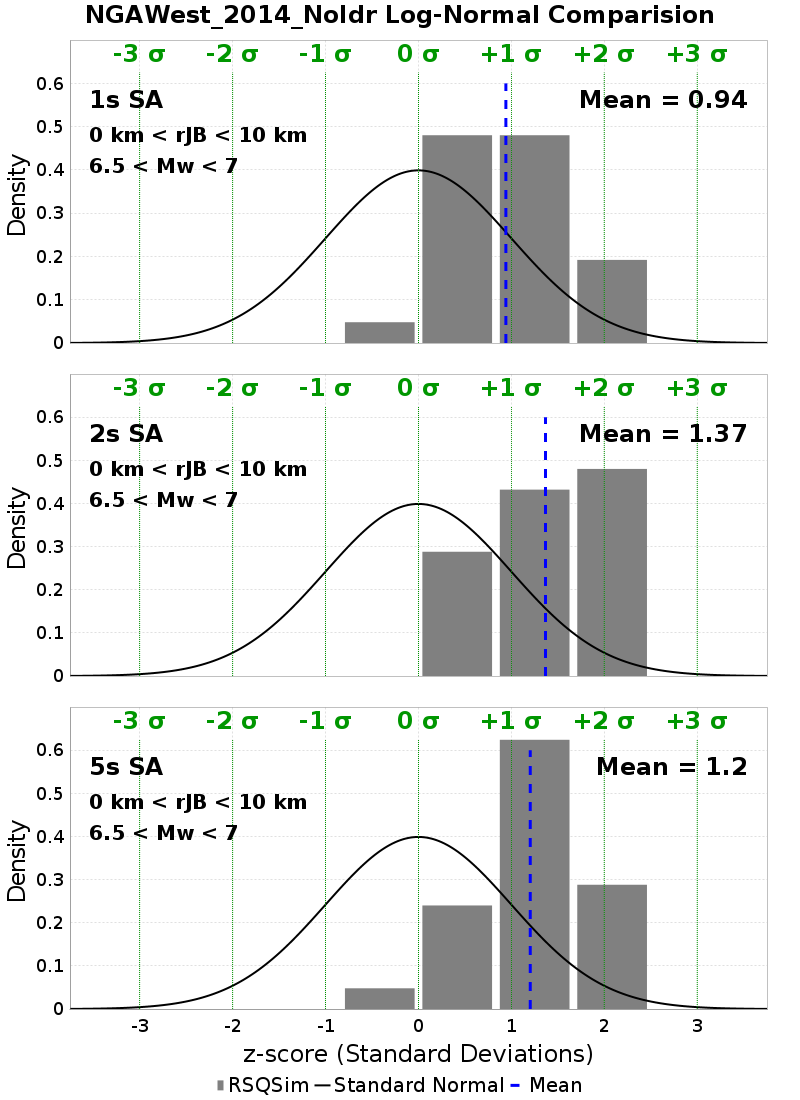 NGAWest_2014_NoIdr Log-Normal Comparision
-3 σ -2 σ -1 σ 0 σ +1 σ +2 σ +3 σ
1s SA
Mean = 0.94
0 km < rJB < 10 km
6.5 < Mw < 7
Density
0.6
0.5
0.4
0.3
0.2
0.1
0
-3 σ -2 σ -1 σ 0 σ +1 σ +2 σ +3 σ
2s SA
Mean = 1.37
0 km < rJB < 10 km
6.5 < Mw < 7
Density
0.6
0.5
0.4
0.3
0.2
0.1
0
-3 σ -2 σ -1 σ 0 σ +1 σ +2 σ +3 σ
5s SA
Mean = 1.2
0 km < rJB < 10 km
6.5 < Mw < 7
Density
0.6
0.5
0.4
0.3
0.2
0.1
0
-3 -2 -1 0 1 2 3
z-score (Standard Deviations)
RSQSim Standard Normal Mean